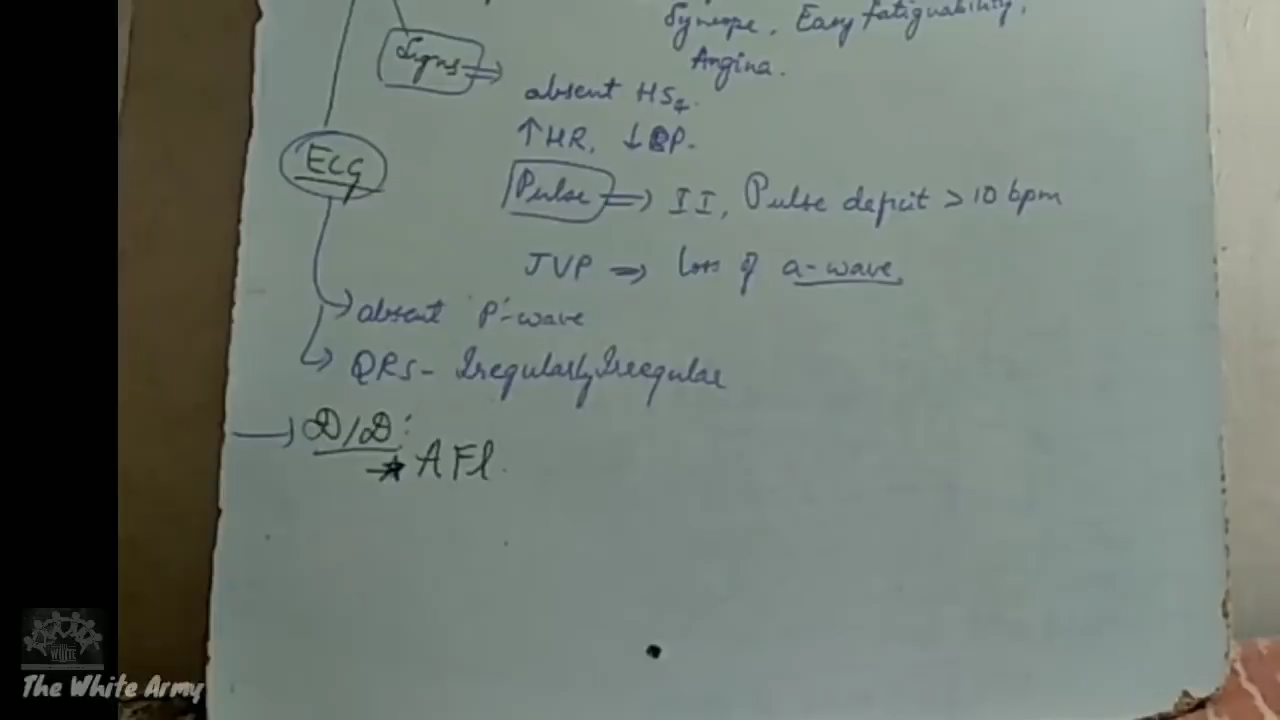 Syncope, Easy fatiguability,
Angina.
Signs ⇒ absent HS4.
↑HR, ↓BP.
Pulse ⇒ II, Pulse deficit > 10 bpm
JVP ⇒ loss of a-wave.
ECG
→ absent 'P'-wave
→ QRS - Irregularly Irregular
→ D/D:
→ AFl.
The White Army